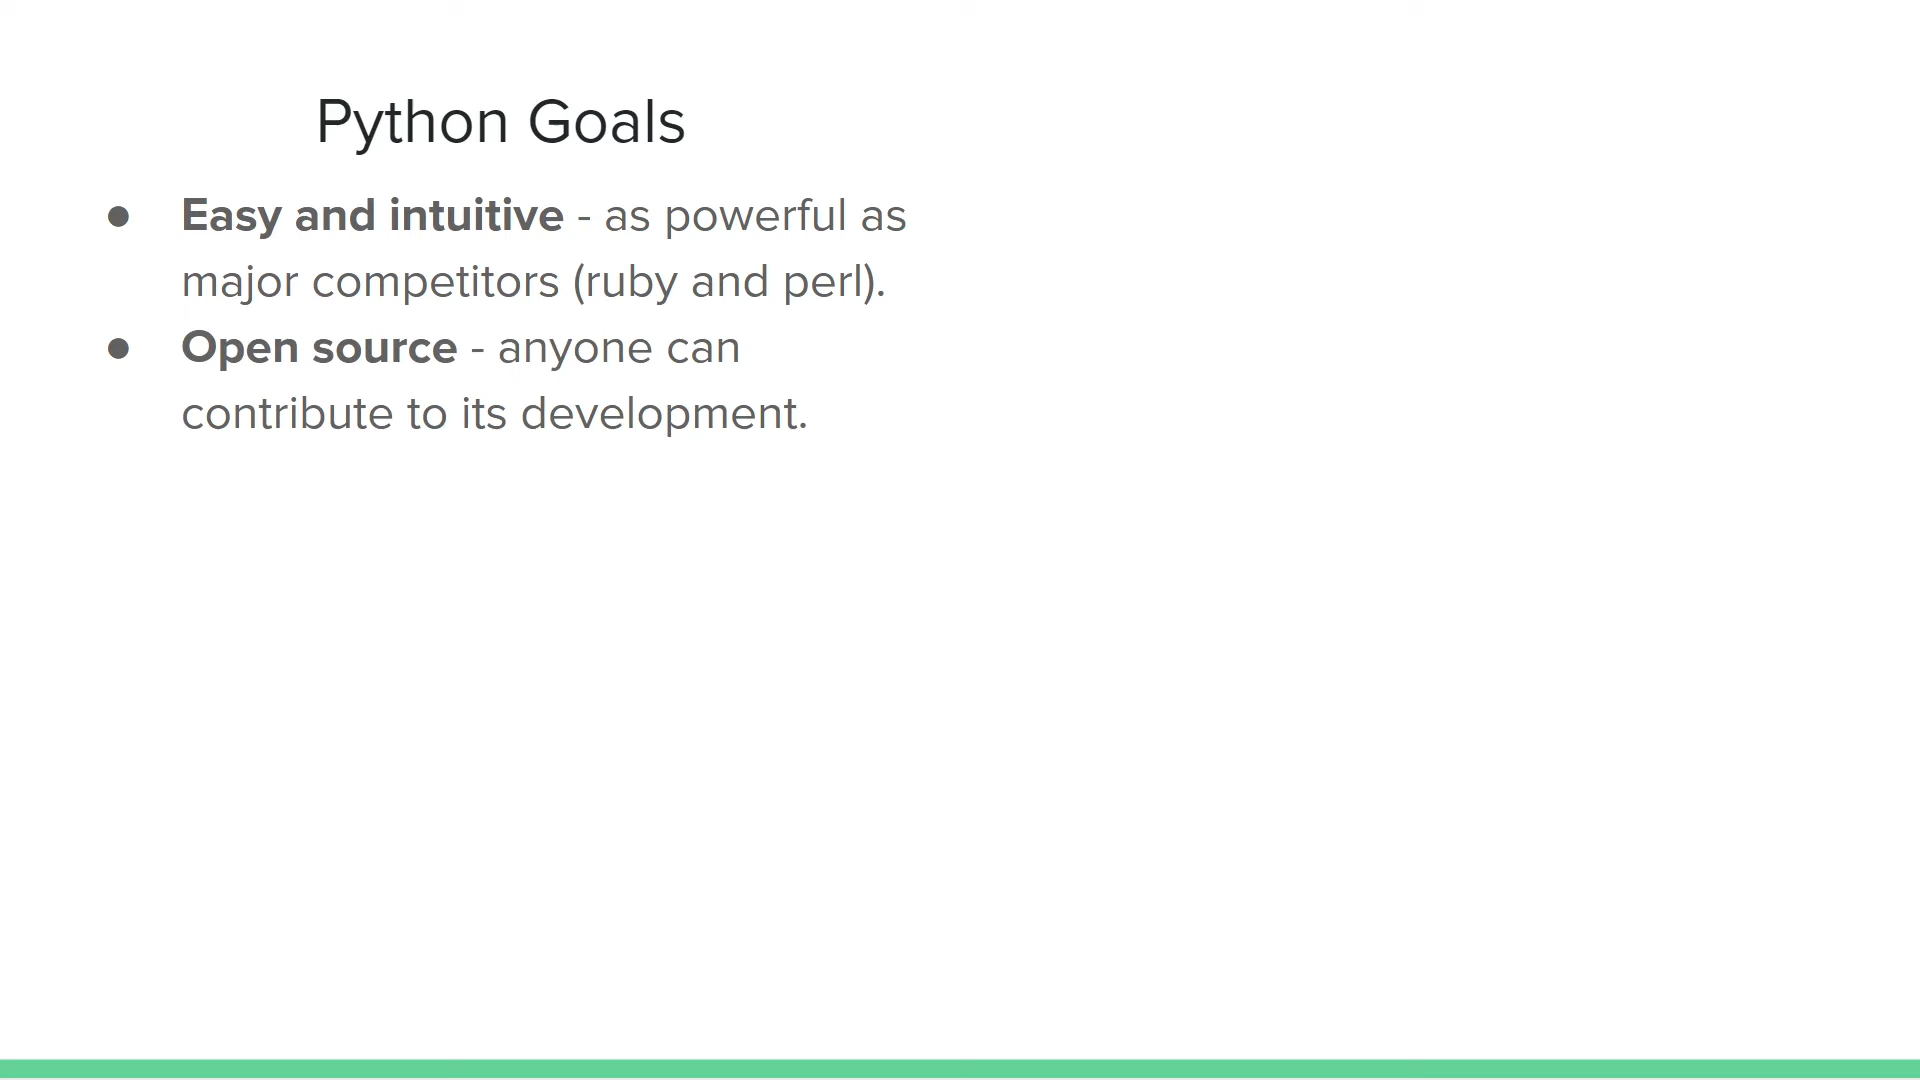 Python Goals
● Easy and intuitive - as powerful as
major competitors (ruby and perl).
● Open source - anyone can
contribute to its development.